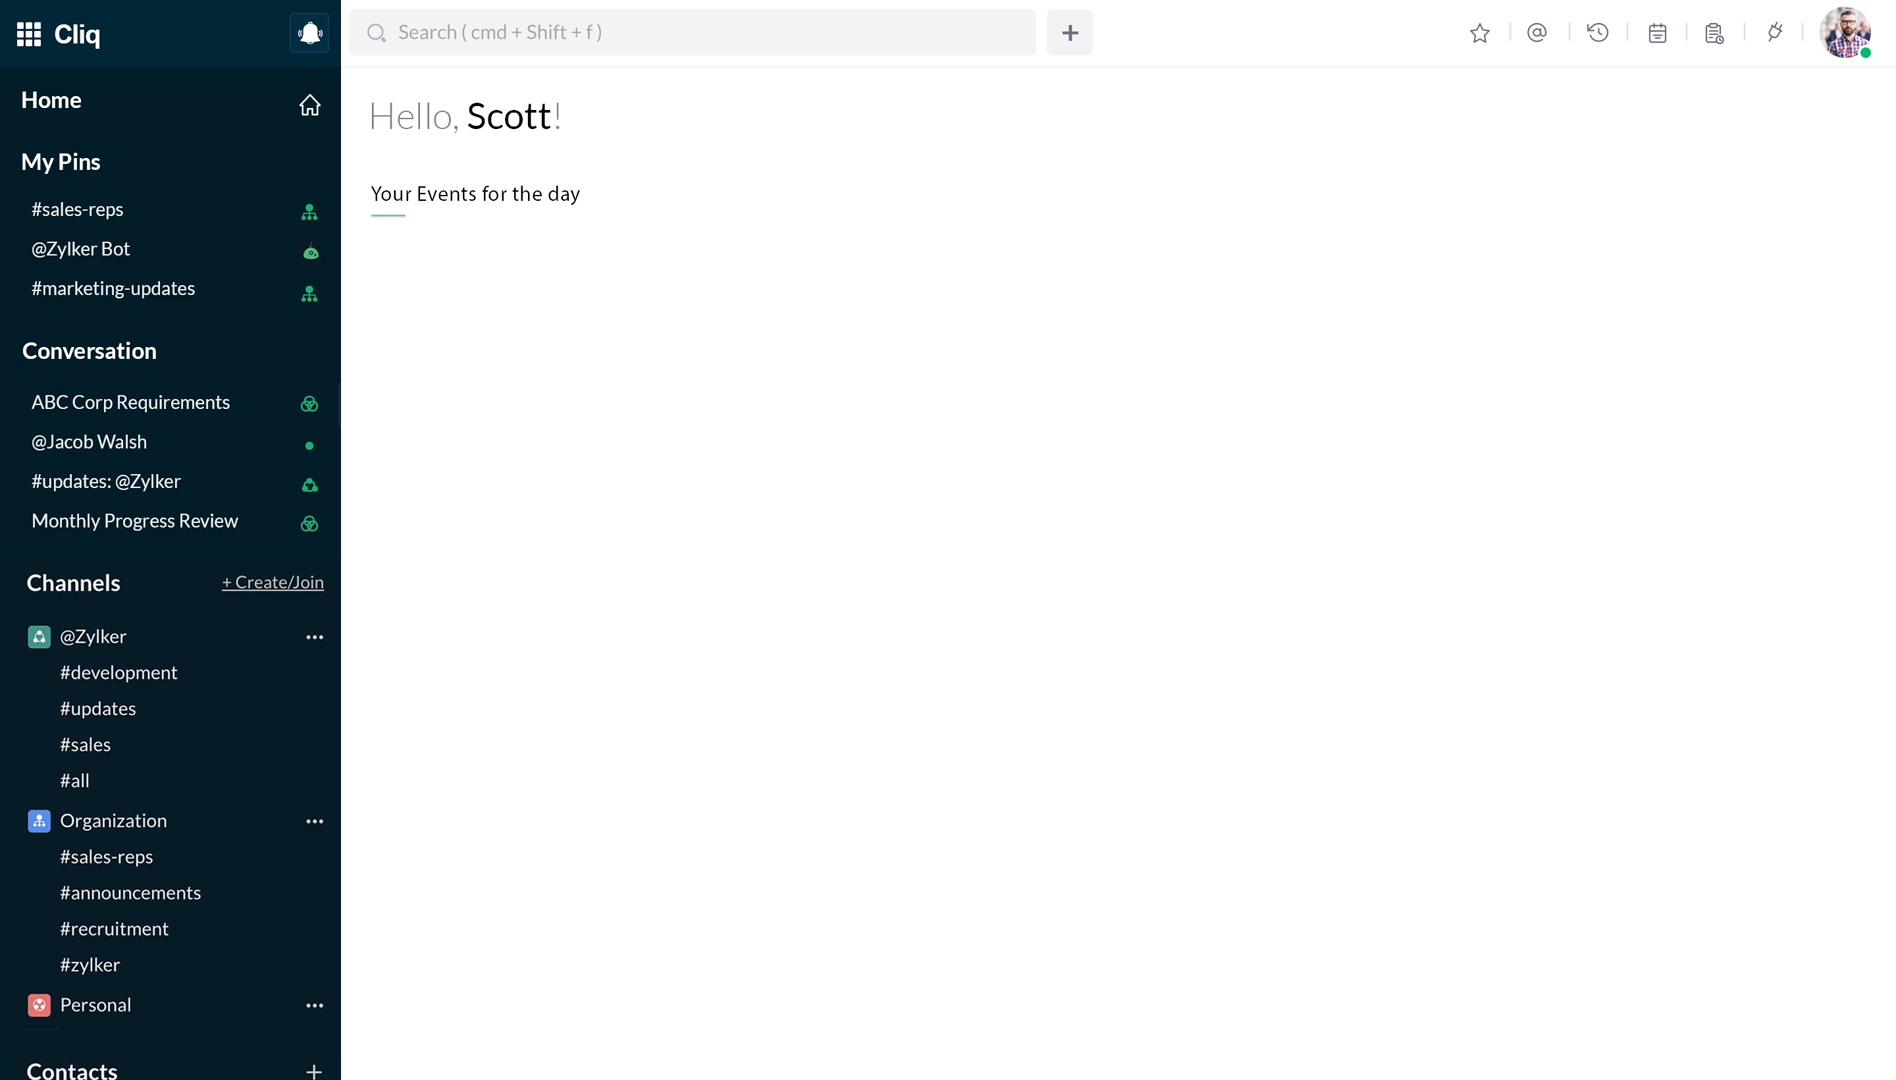 Cliq
Search ( cmd + Shift + f )
Home
My Pins
#sales-reps
@Zylker Bot
#marketing-updates
Conversation
ABC Corp Requirements
@Jacob Walsh
#updates: @Zylker
Monthly Progress Review
Channels
+ Create/Join
@Zylker
#development
#updates
#sales
#all
Organization
#sales-reps
#announcements
#recruitment
#zylker
Personal
Contacts
Hello, Scott!
Your Events for the day